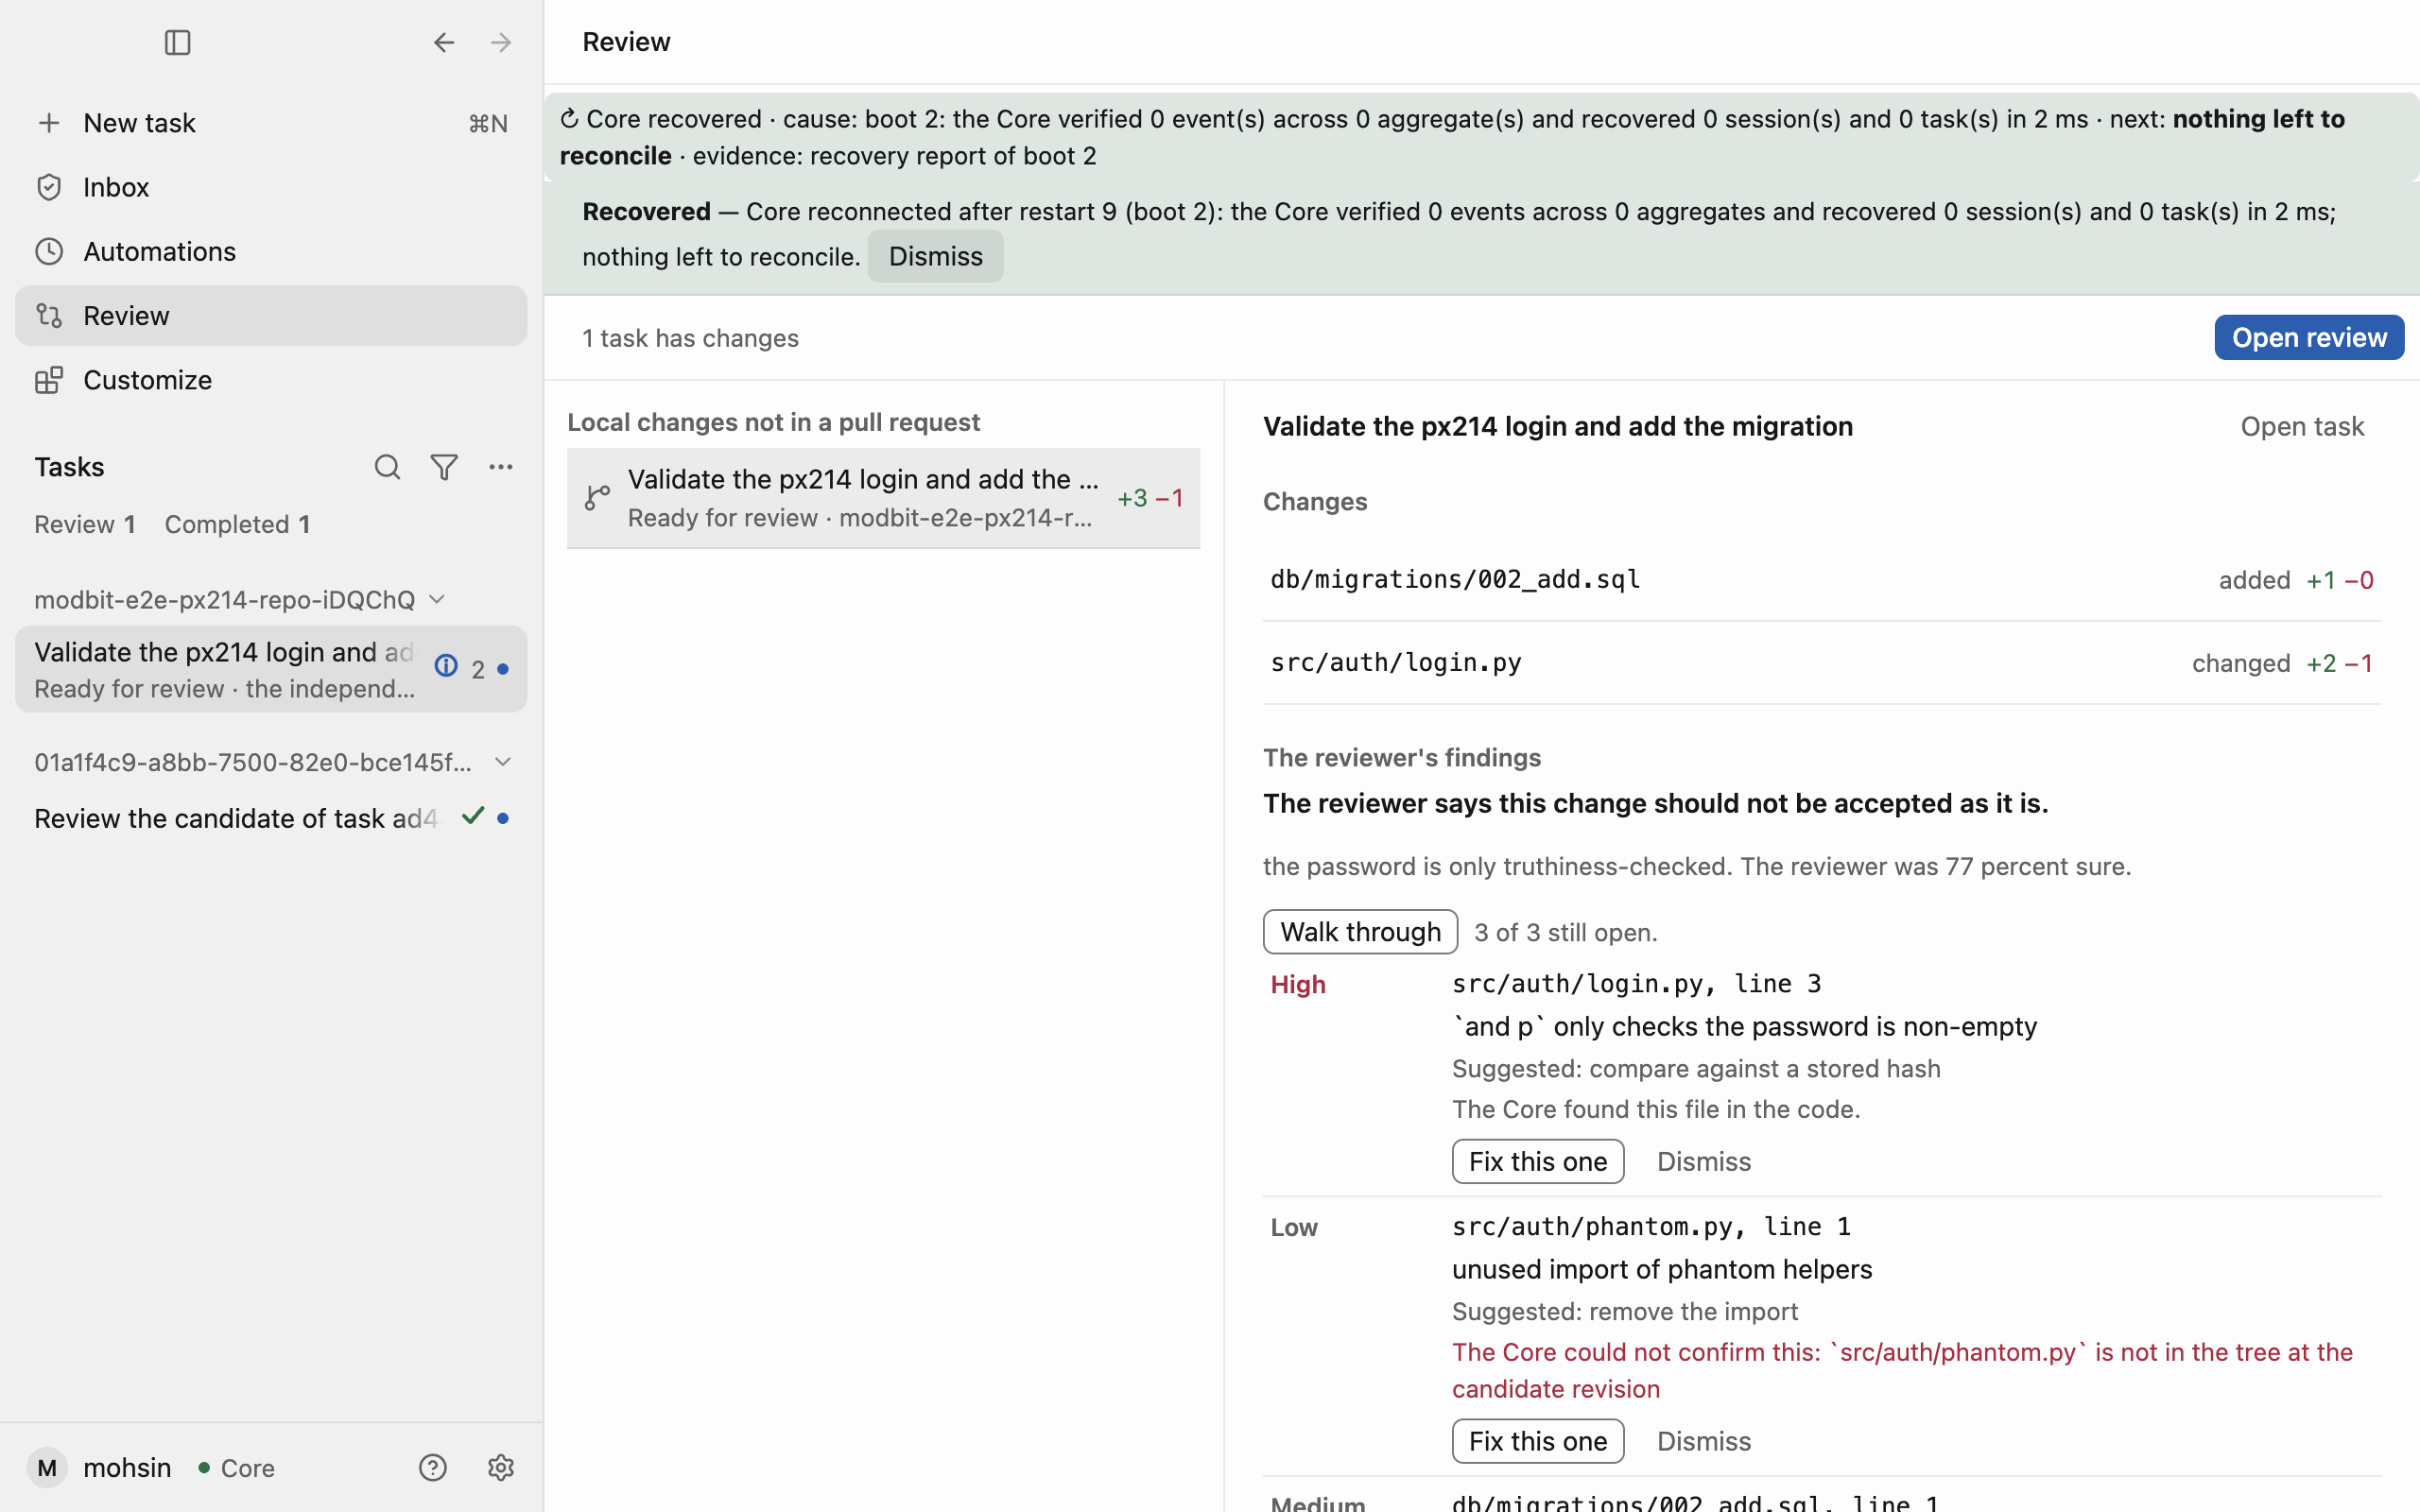 New task ⌘N
Inbox
Automations
Review
Customize
Tasks
Review 1 Completed 1
modbit-e2e-px214-repo-iDQChQ
Validate the px214 login and ad
2
Ready for review · the independ...
01a1f4c9-a8bb-7500-82e0-bce145f...
Review the candidate of task ad4
M mohsin Core
Review
Core recovered · cause: boot 2: the Core verified 0 event(s) across 0 aggregate(s) and recovered 0 session(s) and 0 task(s) in 2 ms · next: nothing left to
reconcile · evidence: recovery report of boot 2
Recovered — Core reconnected after restart 9 (boot 2): the Core verified 0 events across 0 aggregates and recovered 0 session(s) and 0 task(s) in 2 ms;
nothing left to reconcile. Dismiss
1 task has changes
Open review
Local changes not in a pull request
Validate the px214 login and add the ...
+3 −1
Ready for review · modbit-e2e-px214-r...
Validate the px214 login and add the migration
Open task
Changes
db/migrations/002_add.sql added +1 −0
src/auth/login.py changed +2 −1
The reviewer's findings
The reviewer says this change should not be accepted as it is.
the password is only truthiness-checked. The reviewer was 77 percent sure.
Walk through 3 of 3 still open.
High src/auth/login.py, line 3
`and p` only checks the password is non-empty
Suggested: compare against a stored hash
The Core found this file in the code.
Fix this one Dismiss
Low src/auth/phantom.py, line 1
unused import of phantom helpers
Suggested: remove the import
The Core could not confirm this: `src/auth/phantom.py` is not in the tree at the
candidate revision
Fix this one Dismiss
Medium db/migrations/002_add.sql, line 1